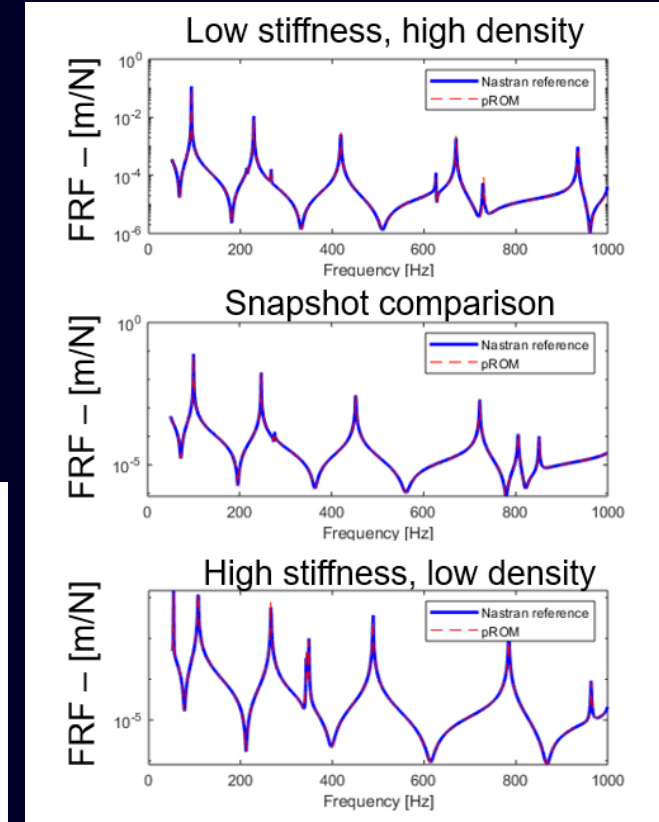 Low stiffness, high density
FRF – [m/N]
10^0
10^-2
10^-4
10^-6
Nastran reference
pROM
0 200 400 600 800 1000
Frequency [Hz]
Snapshot comparison
FRF – [m/N]
10^0
10^-5
Nastran reference
pROM
0 200 400 600 800 1000
Frequency [Hz]
High stiffness, low density
FRF – [m/N]
10^-5
Nastran reference
pROM
0 200 400 600 800 1000
Frequency [Hz]